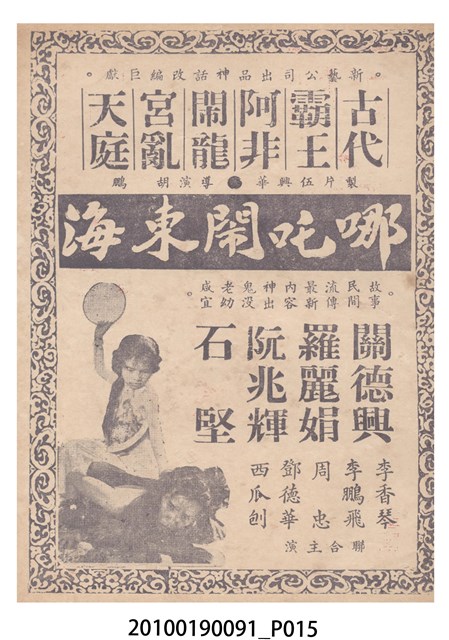 新藝公司出品神話改編巨獻。
古代霸王阿非鬧龍宮亂天庭
製片伍興華 導演胡鵬
哪吒鬧東海
故事民間流傳最新內容神出鬼沒老幼咸宜。
關德興
羅麗娟
阮兆輝
石堅
李香琴
李鵬飛
周忠
鄧德華
西瓜刨
聯合主演
20100190091_P015